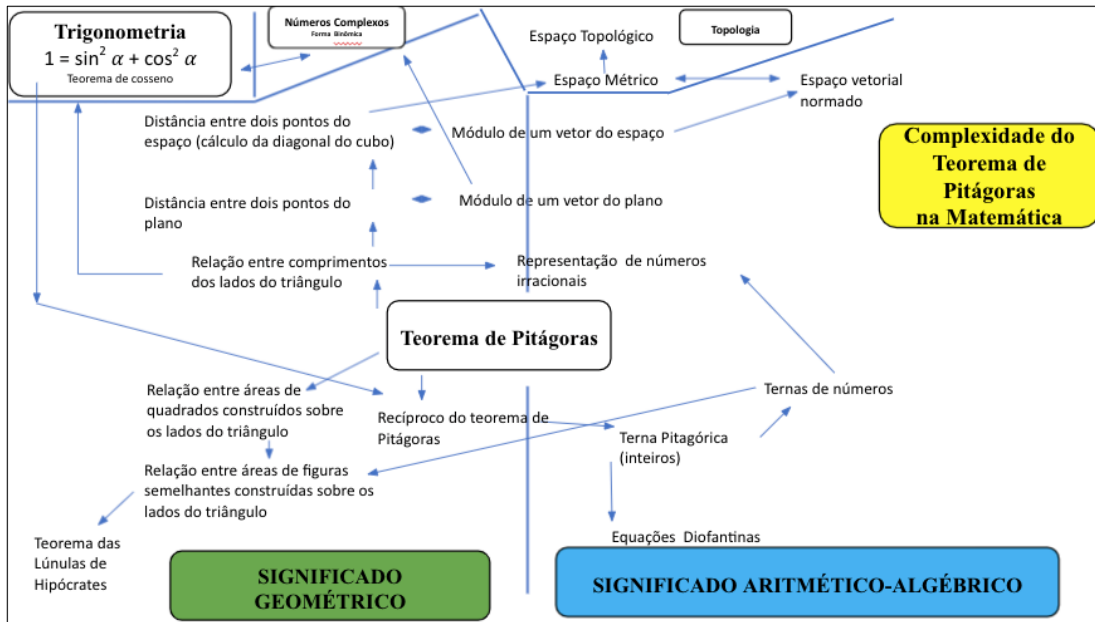 Trigonometria
1 = sin² α + cos² α
Teorema de cosseno
Números Complexos
Forma Binômica
Espaço Topológico
Topologia
Espaço Métrico
Espaço vetorial
normado
Distância entre dois pontos do
espaço (cálculo da diagonal do cubo)
Módulo de um vetor do espaço
Complexidade do
Teorema de
Pitágoras
na Matemática
Distância entre dois pontos do
plano
Módulo de um vetor do plano
Relação entre comprimentos
dos lados do triângulo
Representação de números
irracionais
Teorema de Pitágoras
Relação entre áreas de
quadrados construídos sobre
os lados do triângulo
Recíproco do teorema de
Pitágoras
Ternas de números
Terna Pitagórica
(inteiros)
Relação entre áreas de figuras
semelhantes construídas sobre os
lados do triângulo
Teorema das
Lúnulas de
Hipócrates
Equações Diofantinas
SIGNIFICADO
GEOMÉTRICO
SIGNIFICADO ARITMÉTICO-ALGÉBRICO